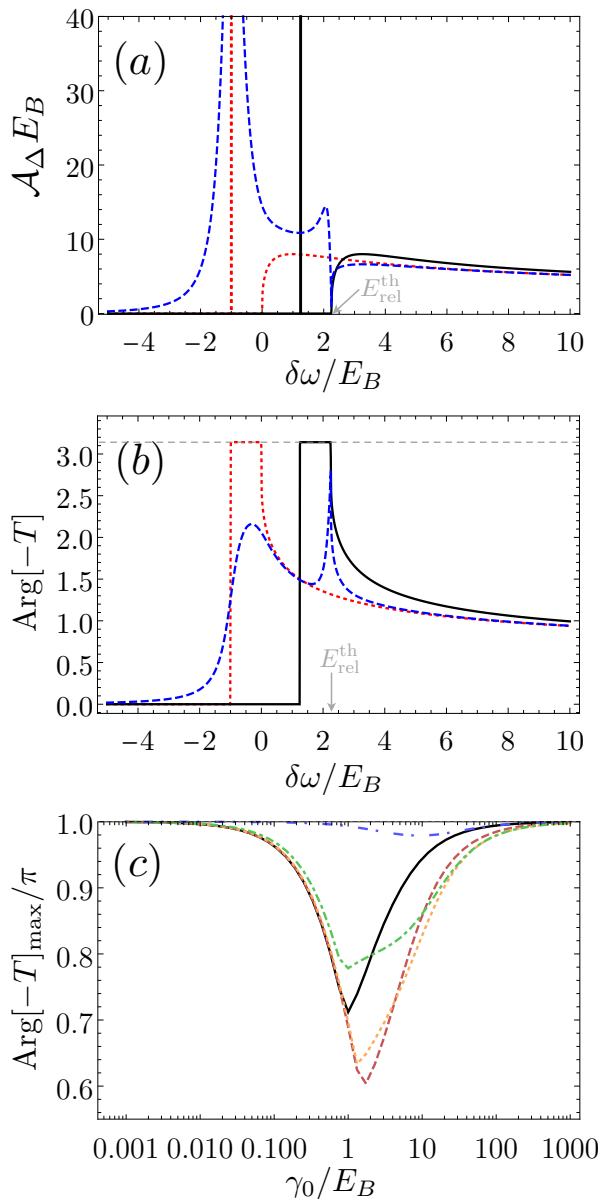 (a)
40
30
20
10
0
𝒜_Δ E_B
E_rel^th
−4 −2 0 2 4 6 8 10
δω/E_B
(b)
3.0
2.5
2.0
1.5
1.0
0.5
0.0
Arg[−T]
E_rel^th
−4 −2 0 2 4 6 8 10
δω/E_B
(c)
1.0
0.9
0.8
0.7
0.6
Arg[−T]_max/π
0.001 0.010 0.100 1 10 100 1000
γ_0/E_B